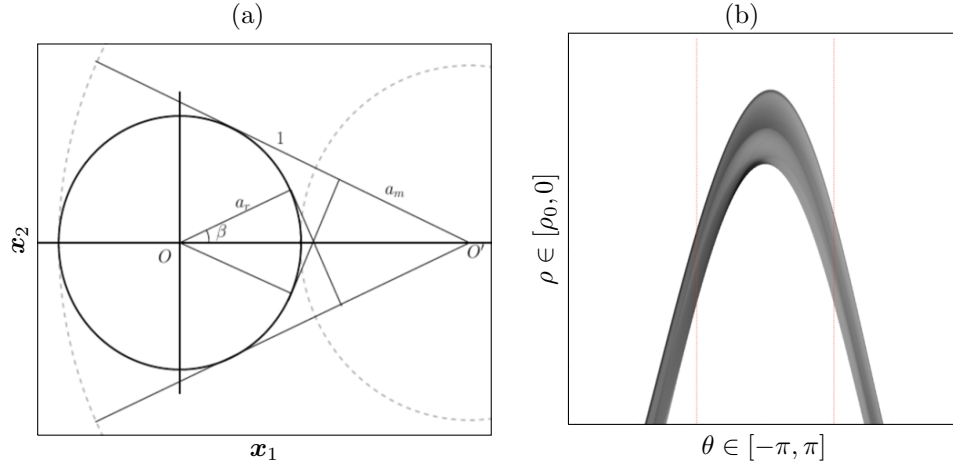 (a)
(b)
1
a_m
a_r
β
O
O'
x_2
x_1
ρ ∈ [ρ_0, 0]
θ ∈ [−π, π]